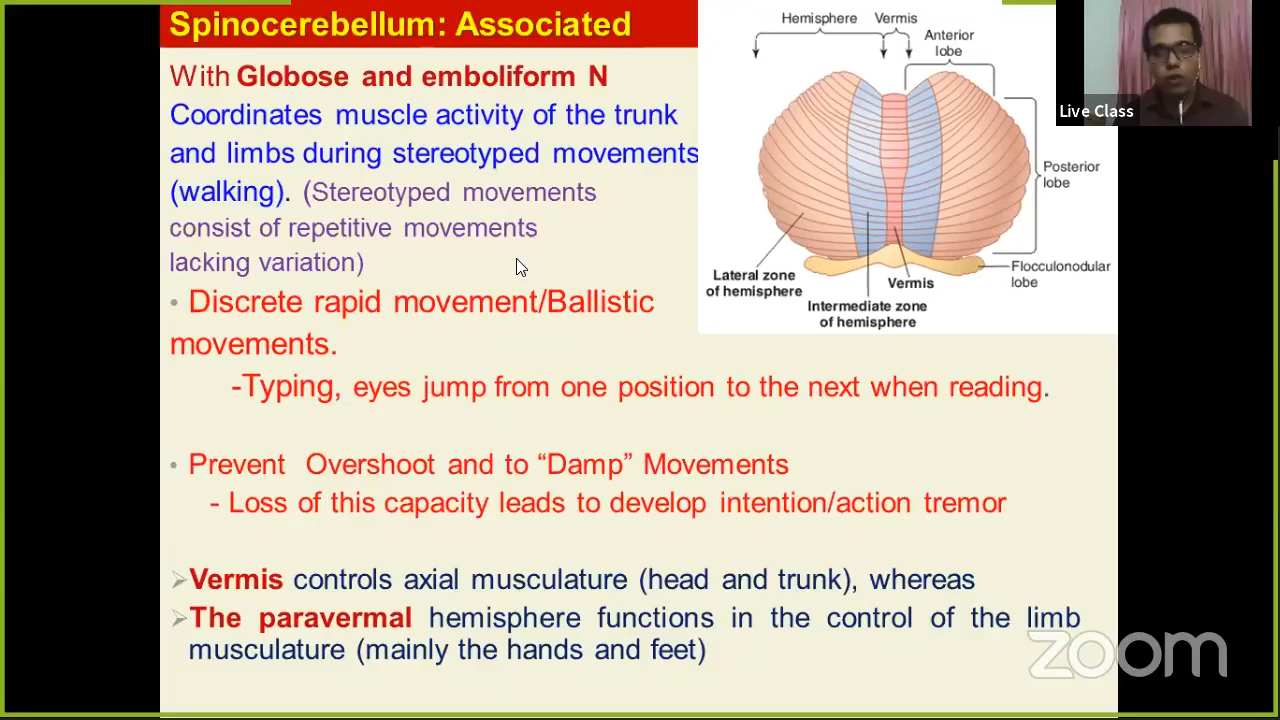 Spinocerebellum: Associated
With Globose and emboliform N
Coordinates muscle activity of the trunk
and limbs during stereotyped movements
(walking). (Stereotyped movements
consist of repetitive movements
lacking variation)
• Discrete rapid movement/Ballistic
movements.
-Typing, eyes jump from one position to the next when reading.
• Prevent Overshoot and to “Damp” Movements
- Loss of this capacity leads to develop intention/action tremor
➢Vermis controls axial musculature (head and trunk), whereas
➢The paravermal hemisphere functions in the control of the limb
musculature (mainly the hands and feet)
Hemisphere Vermis
Anterior
lobe
Posterior
lobe
Flocculonodular
lobe
Lateral zone
of hemisphere
Vermis
Intermediate zone
of hemisphere
Live Class
zoom